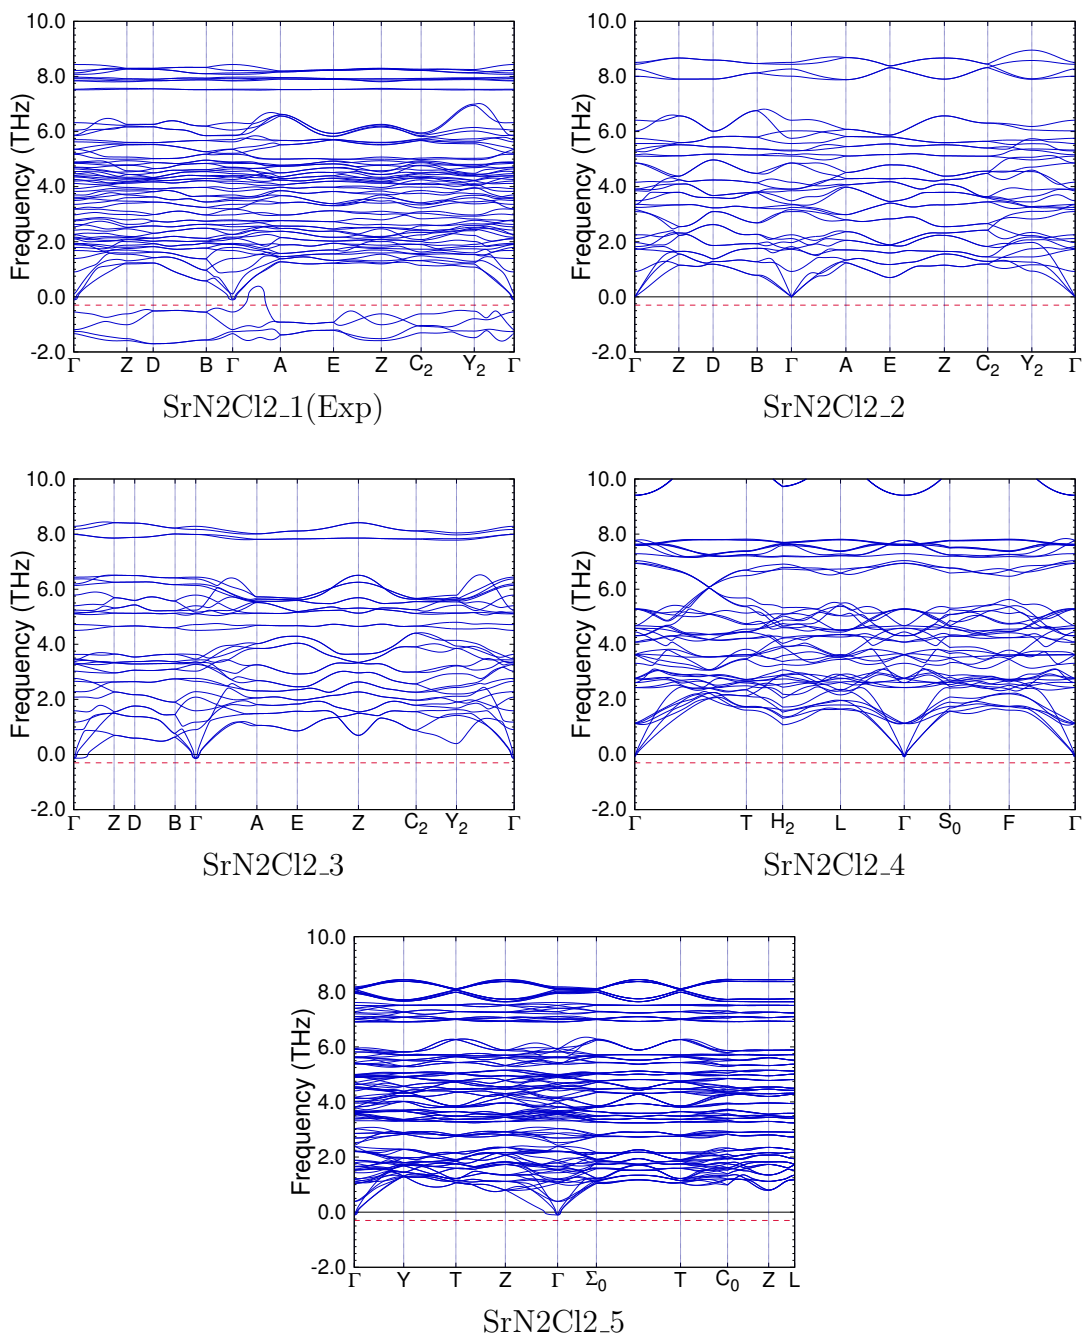 10.0
8.0
6.0
4.0
2.0
0.0
-2.0
Frequency (THz)
Γ Z D B Γ A E Z C₂ Y₂ Γ
SrN2Cl2_1(Exp)
10.0
8.0
6.0
4.0
2.0
0.0
-2.0
Frequency (THz)
Γ Z D B Γ A E Z C₂ Y₂ Γ
SrN2Cl2_2
10.0
8.0
6.0
4.0
2.0
0.0
-2.0
Frequency (THz)
Γ Z D B Γ A E Z C₂ Y₂ Γ
SrN2Cl2_3
10.0
8.0
6.0
4.0
2.0
0.0
-2.0
Frequency (THz)
Γ T H₂ L Γ S₀ F Γ
SrN2Cl2_4
10.0
8.0
6.0
4.0
2.0
0.0
-2.0
Frequency (THz)
Γ Y T Z Γ Σ₀ T C₀ Z L
SrN2Cl2_5